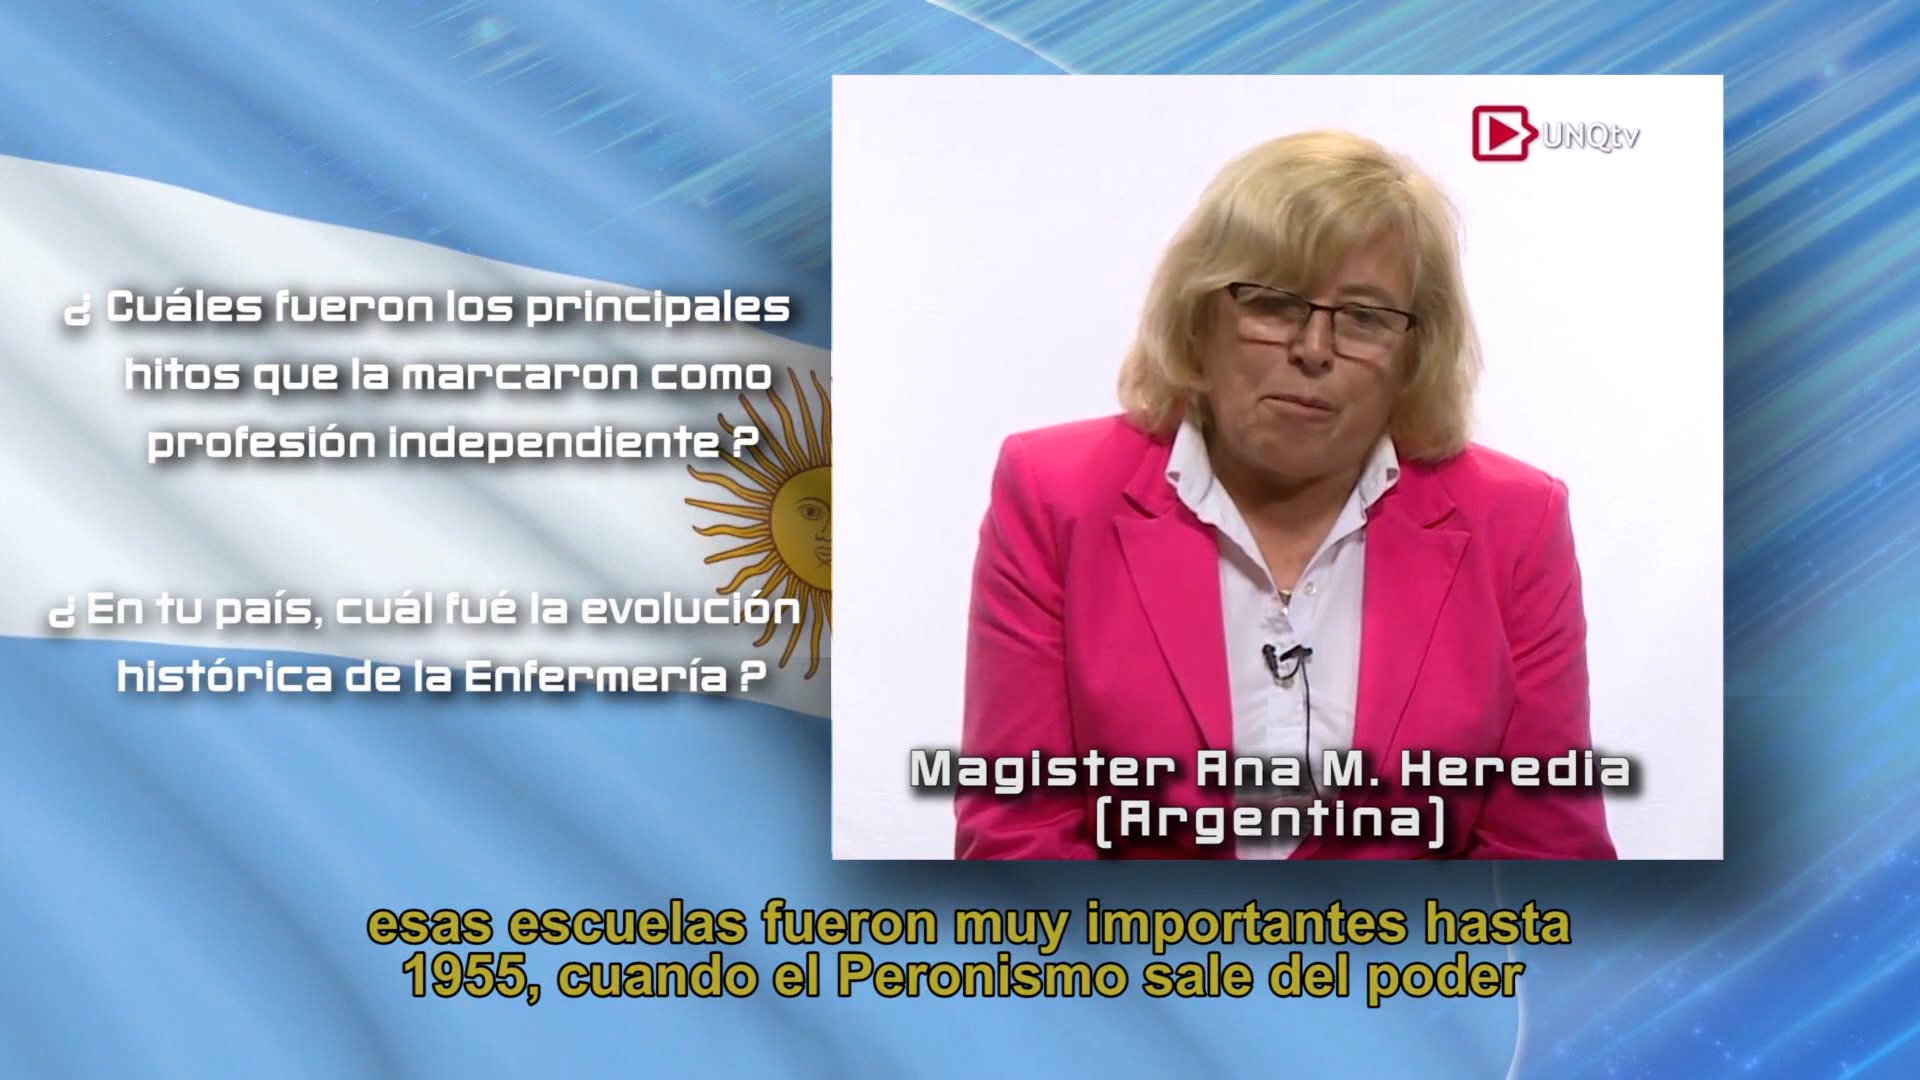 UNQtv
¿ Cuáles fueron los principales
hitos que la marcaron como
profesión independiente ?
¿ En tu país, cuál fué la evolución
histórica de la Enfermería ?
Magister Ana M. Heredia
(Argentina)
esas escuelas fueron muy importantes hasta
1955, cuando el Peronismo sale del poder